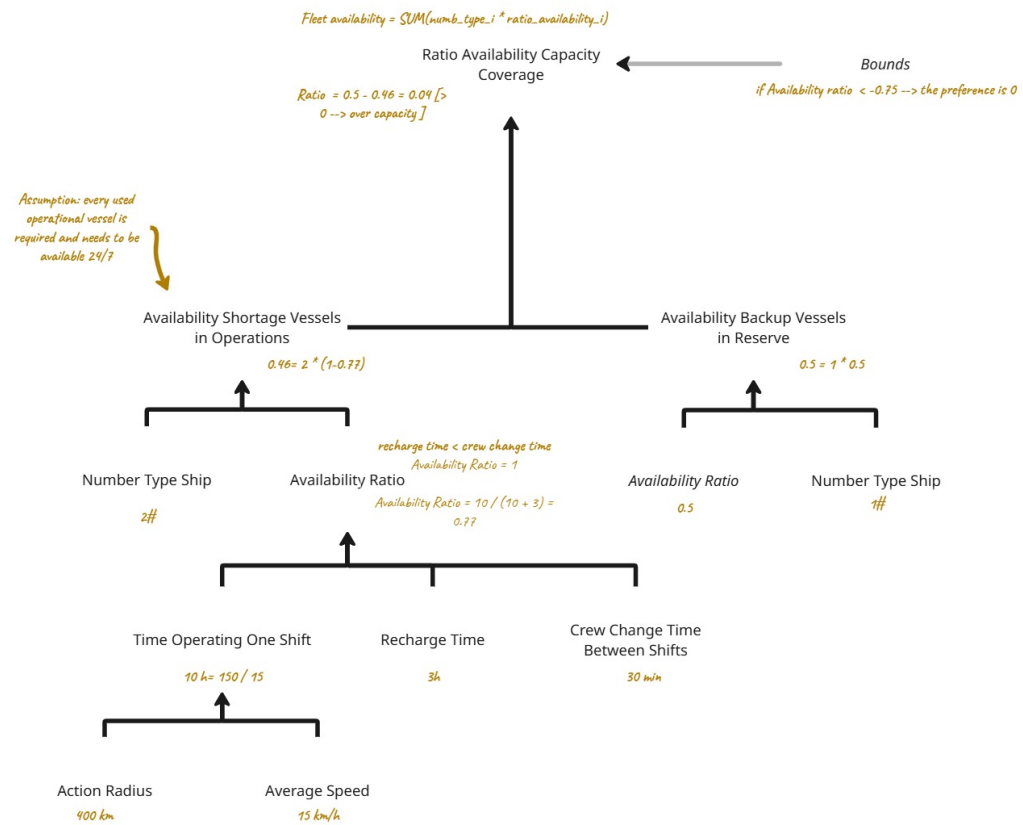 Fleet availability = SUM(numb_type_i * ratio_availability_i)
Ratio Availability Capacity
Coverage
Bounds
if Availability ratio < -0.75 --> the preference is 0
Ratio = 0.5 - 0.46 = 0.04 [>
0 --> over capacity ]
Assumption: every used
operational vessel is
required and needs to be
available 24/7
Availability Shortage Vessels
in Operations
0.46= 2 * (1-0.77)
Availability Backup Vessels
in Reserve
0.5 = 1 * 0.5
Number Type Ship
2#
Availability Ratio
recharge time < crew change time
Availability Ratio = 1
Availability Ratio = 10 / (10 + 3) =
0.77
Availability Ratio
0.5
Number Type Ship
1#
Time Operating One Shift
10 h= 150 / 15
Recharge Time
3h
Crew Change Time
Between Shifts
30 min
Action Radius
400 km
Average Speed
15 km/h